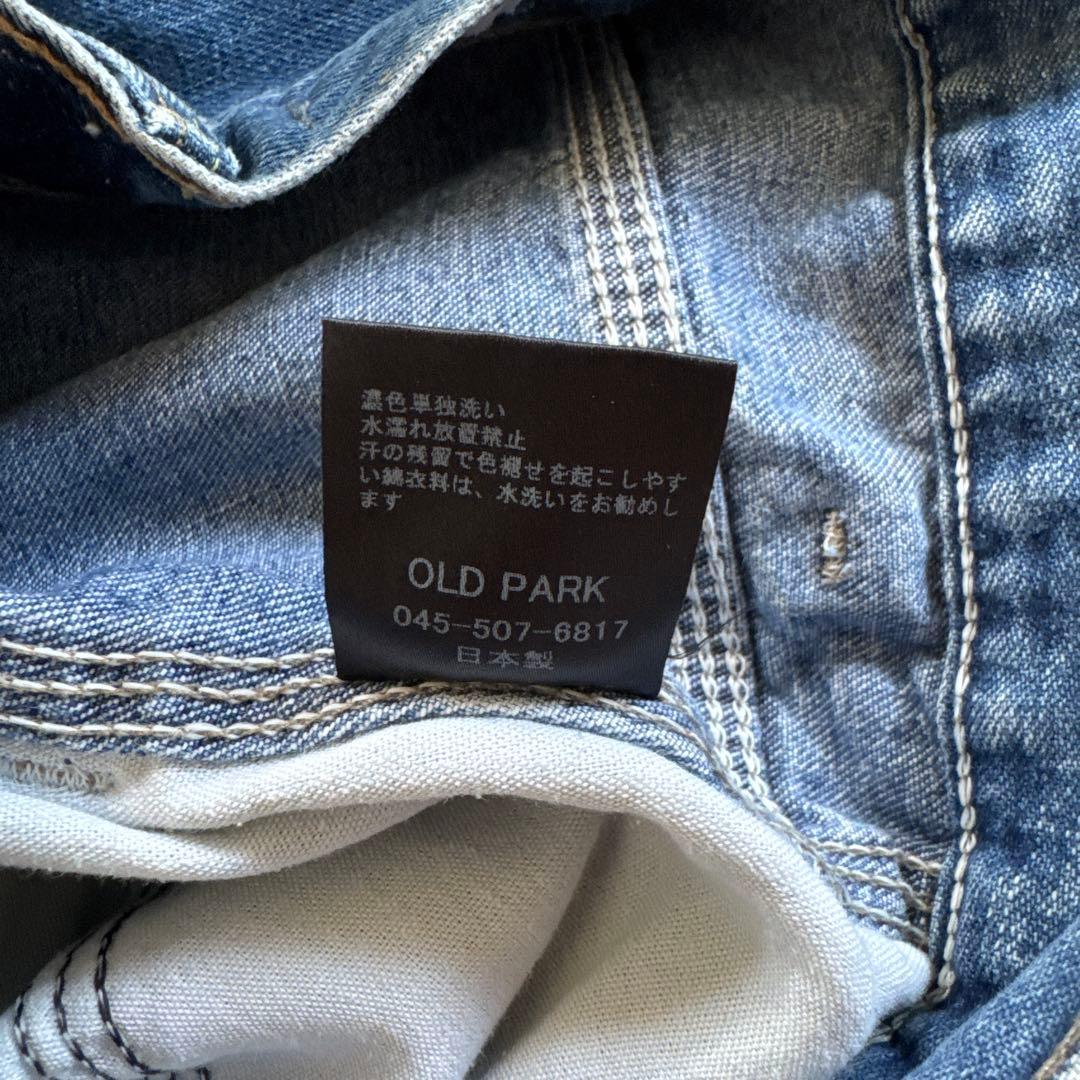 濃色単独洗い
水濡れ放置禁止
汗の残留で色褪せを起こしやす
い綿衣料は、水洗いをお勧めし
ます
OLD PARK
045-507-6817
日本製